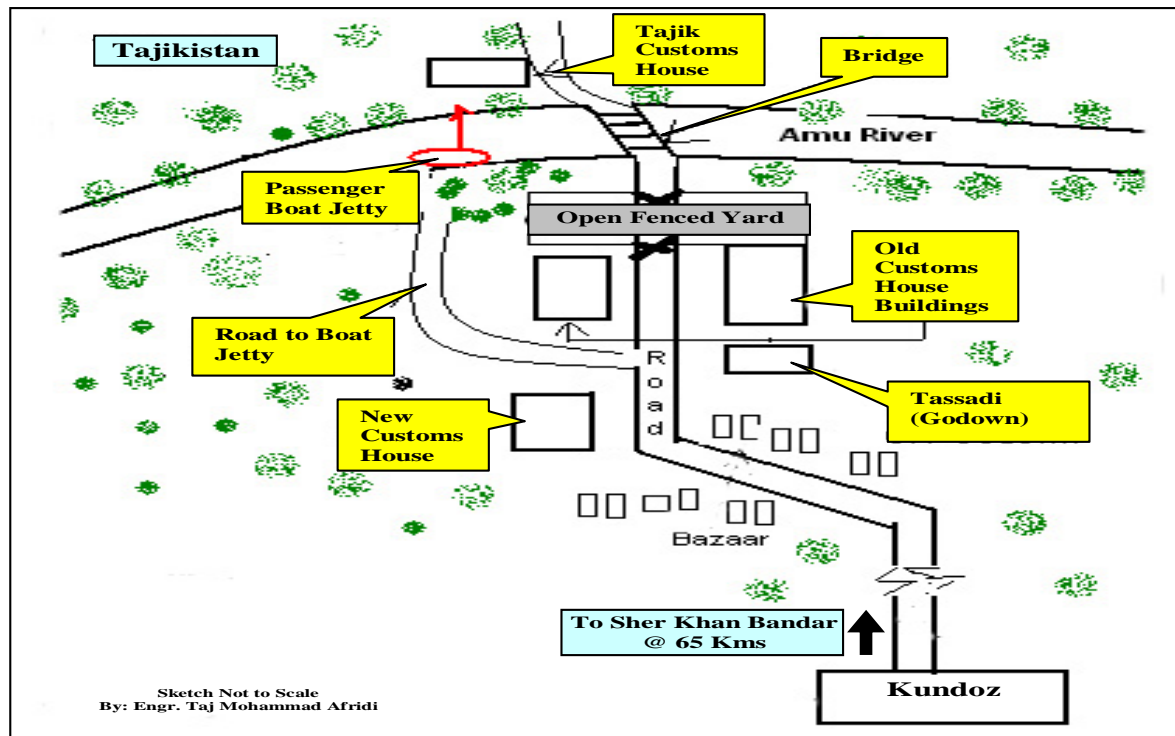 Tajikistan
Tajik
Customs
House
Bridge
Amu River
Passenger
Boat Jetty
Open Fenced Yard
Old
Customs
House
Buildings
Road to Boat
Jetty
Road
Tassadi
(Godown)
New
Customs
House
Bazaar
To Sher Khan Bandar
@ 65 Kms
Kundoz
Sketch Not to Scale
By: Engr. Taj Mohammad Afridi